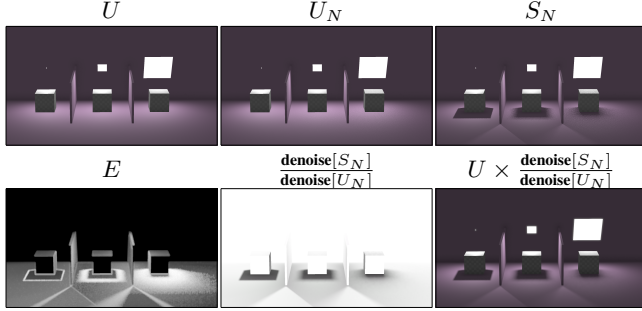 U
U_N
S_N
E
denoise[S_N]
denoise[U_N]
U × denoise[S_N]
denoise[U_N]